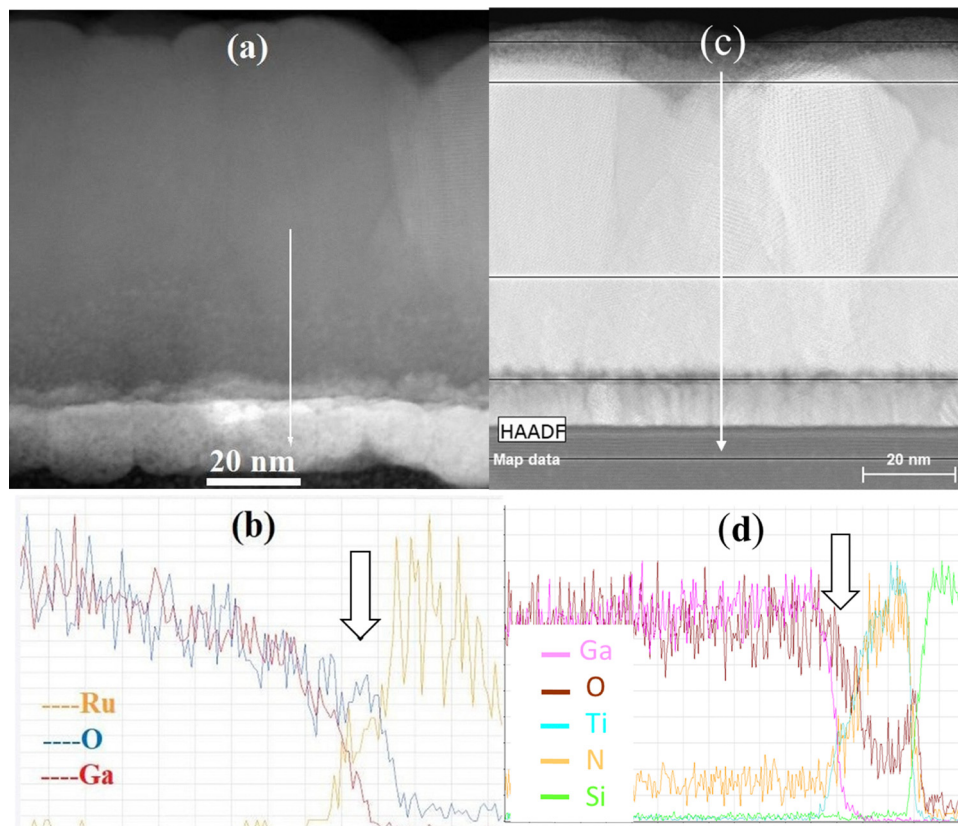 (a)
20 nm
(c)
HAADF
Map data
20 nm
(b)
----Ru
----O
----Ga
(d)
Ga
O
Ti
N
Si